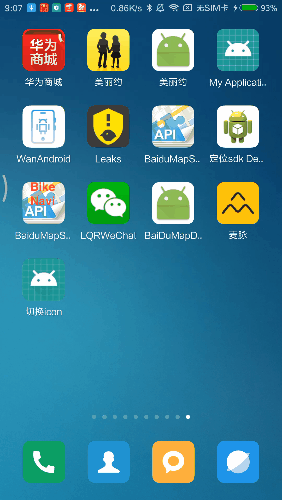 9:07 0.86K/s 无SIM卡 93%
华为
商城
API
Bike
Navi
API
华为商城 美丽约 美丽约 My Applicati..
WanAndroid Leaks BaiduMapS.. 定位sdk De..
BaiduMapS.. LQRWeChat BaiDuMapD.. 麦脉
切换icon